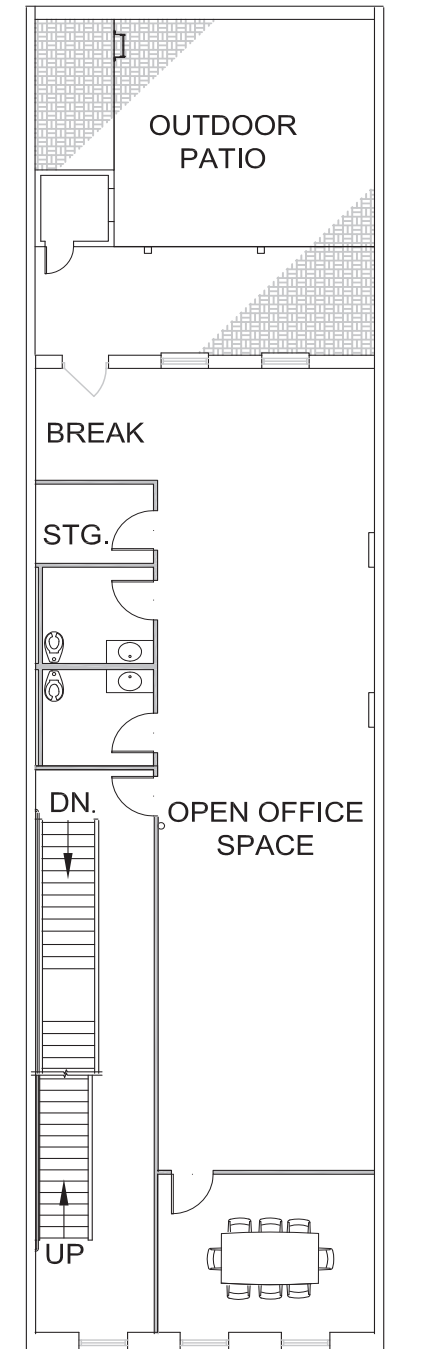 OUTDOOR
PATIO
BREAK
STG.
DN.
OPEN OFFICE
SPACE
UP